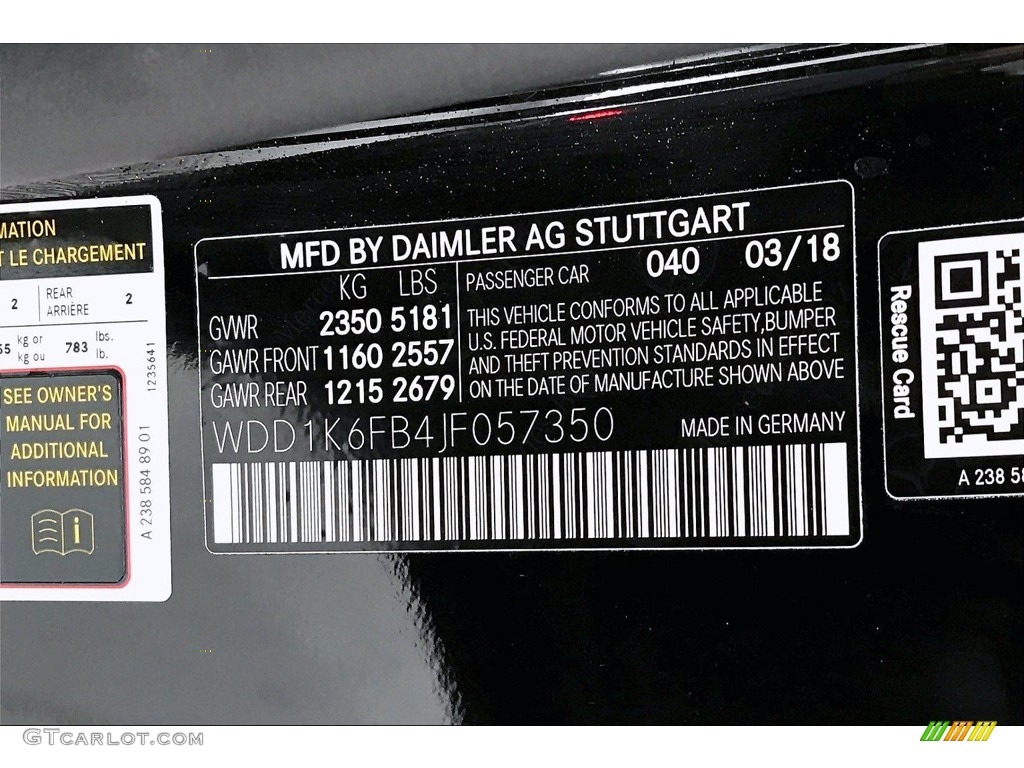 MATION
T LE CHARGEMENT
2 REAR ARRIÈRE 2
kg or kg ou 783 lbs. lb.
SEE OWNER'S
MANUAL FOR
ADDITIONAL
INFORMATION
1235641
A 238 584 89 01
MFD BY DAIMLER AG STUTTGART
KG LBS
GVWR 2350 5181
GAWR FRONT 1160 2557
GAWR REAR 1215 2679
PASSENGER CAR 040 03/18
THIS VEHICLE CONFORMS TO ALL APPLICABLE
U.S. FEDERAL MOTOR VEHICLE SAFETY,BUMPER
AND THEFT PREVENTION STANDARDS IN EFFECT
ON THE DATE OF MANUFACTURE SHOWN ABOVE
WDD1K6FB4JF057350 MADE IN GERMANY
Rescue Card
A 238 58
GTcarlot.com